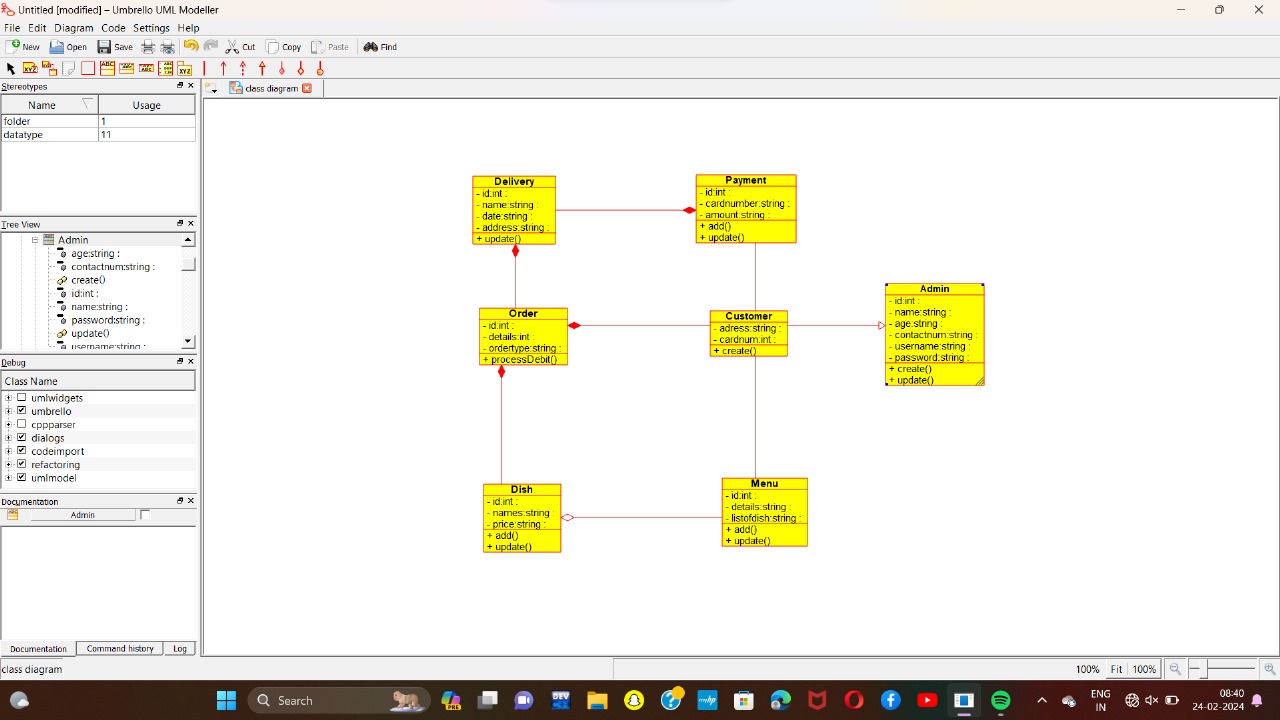 Untitled [modified] – Umbrello UML Modeller
File Edit Diagram Code Settings Help
New Open Save Cut Copy Paste Find
Stereotypes
Name Usage
folder 1
datatype 11
Tree View
Admin
age:string :
contactnum:string :
create()
id:int :
name:string :
password:string :
update()
username:string :
Debug
Class Name
umlwidgets
umbrello
cppparser
dialogs
codeimport
refactoring
umlmodel
Documentation
Admin
Documentation Command history Log
class diagram
class diagram
Delivery
- id:int :
- name:string :
- date:string :
- address:string :
+ update()
Payment
- id:int :
- cardnumber:string :
- amount:string :
+ add()
+ update()
Order
- id:int :
- details:int :
- ordertype:string :
+ processDebit()
Customer
- adress:string :
- cardnum:int :
+ create()
Admin
- id:int :
- name:string :
- age:string :
- contactnum:string :
- username:string :
- password:string :
+ create()
+ update()
Dish
- id:int :
- names:string :
- price:string :
+ add()
+ update()
Menu
- id:int :
- details:string :
- listofdish:string :
+ add()
+ update()
100% Fit 100%
Search
PRE
ENG
IN
08:40
24-02-2024